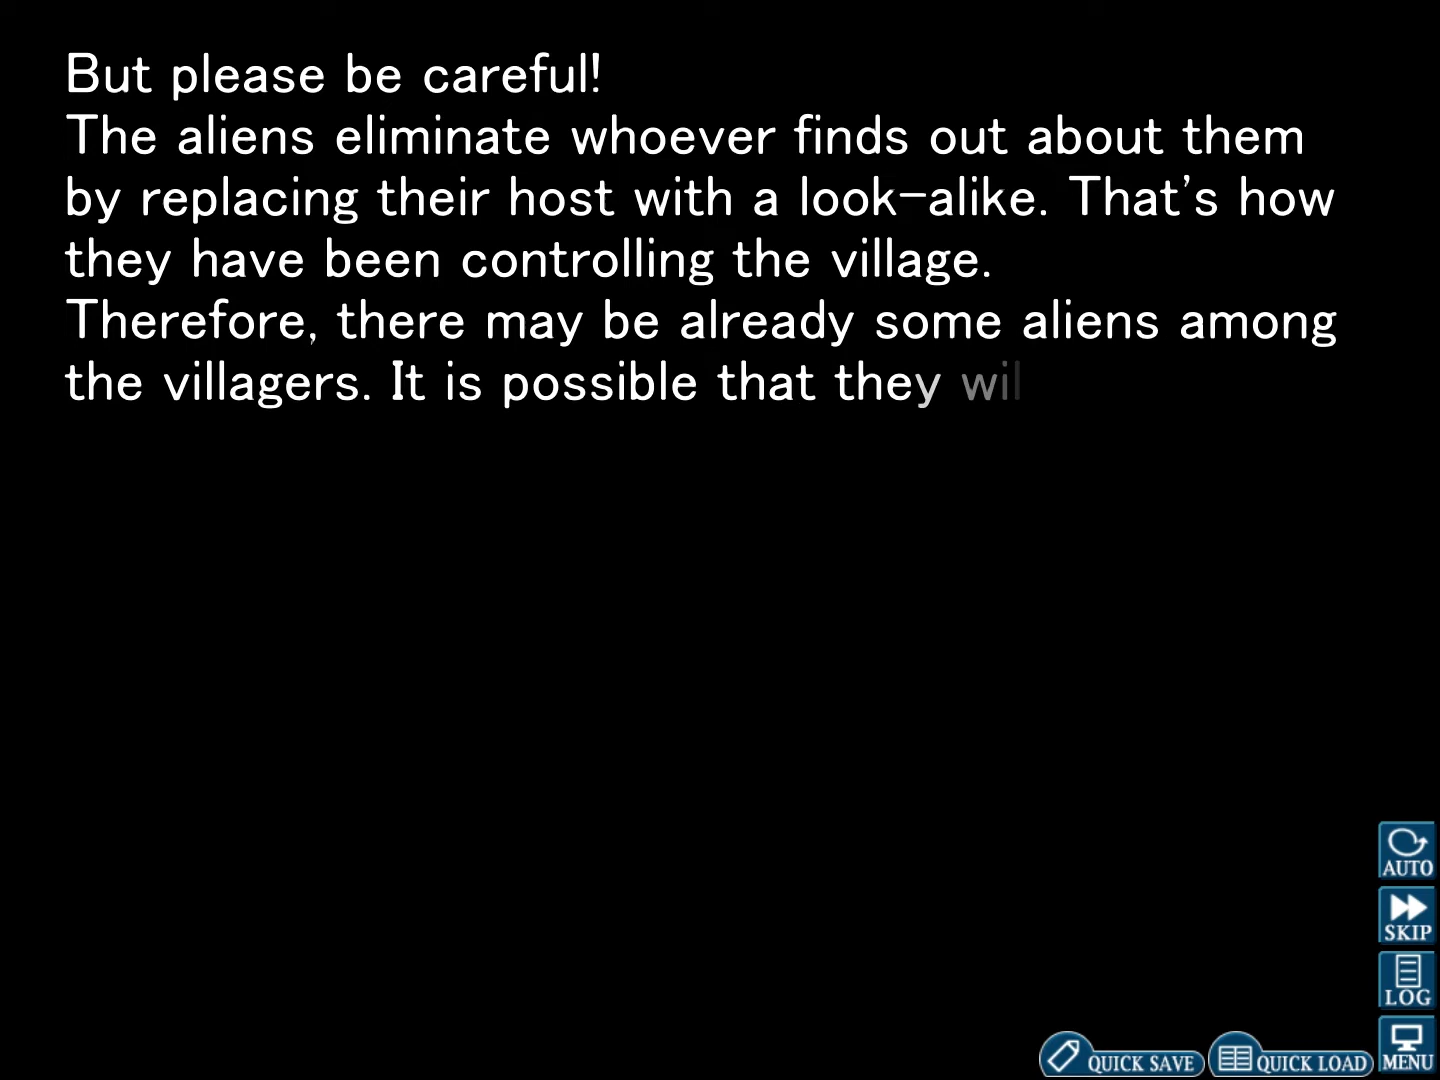 But please be careful!
The aliens eliminate whoever finds out about them
by replacing their host with a look-alike. That's how
they have been controlling the village.
Therefore, there may be already some aliens among
the villagers. It is possible that they wil
AUTO
SKIP
LOG
QUICK SAVE
QUICK LOAD
MENU